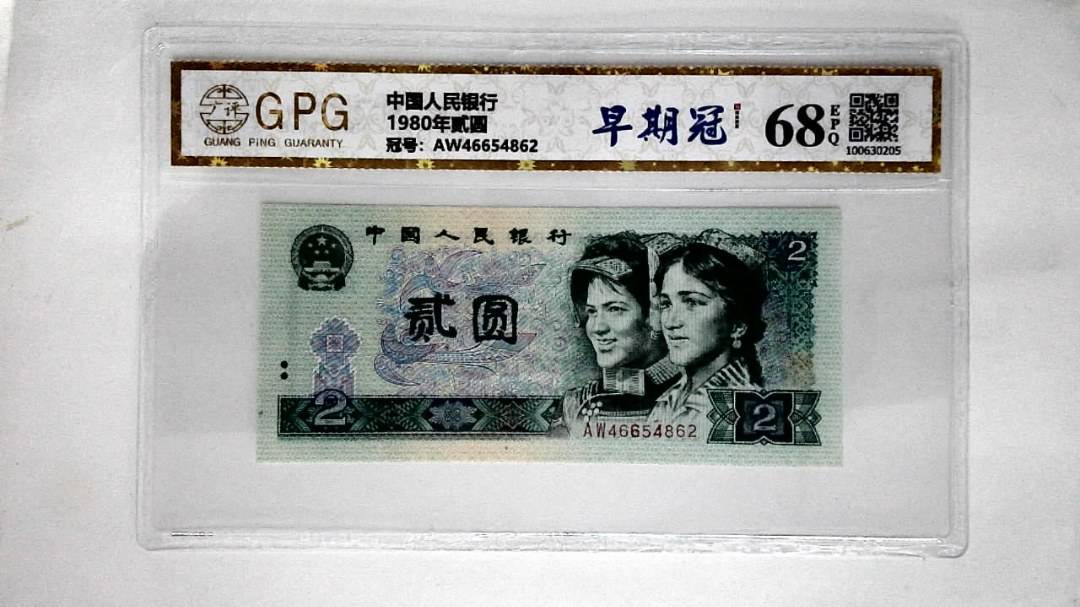 广评
GPG
GUANG PING GUARANTY
中国人民银行
1980年贰圆
冠号：AW46654862
早期冠
68
EPQ
100630205
中國人民银行
2
贰圆
2
AW46654862
2